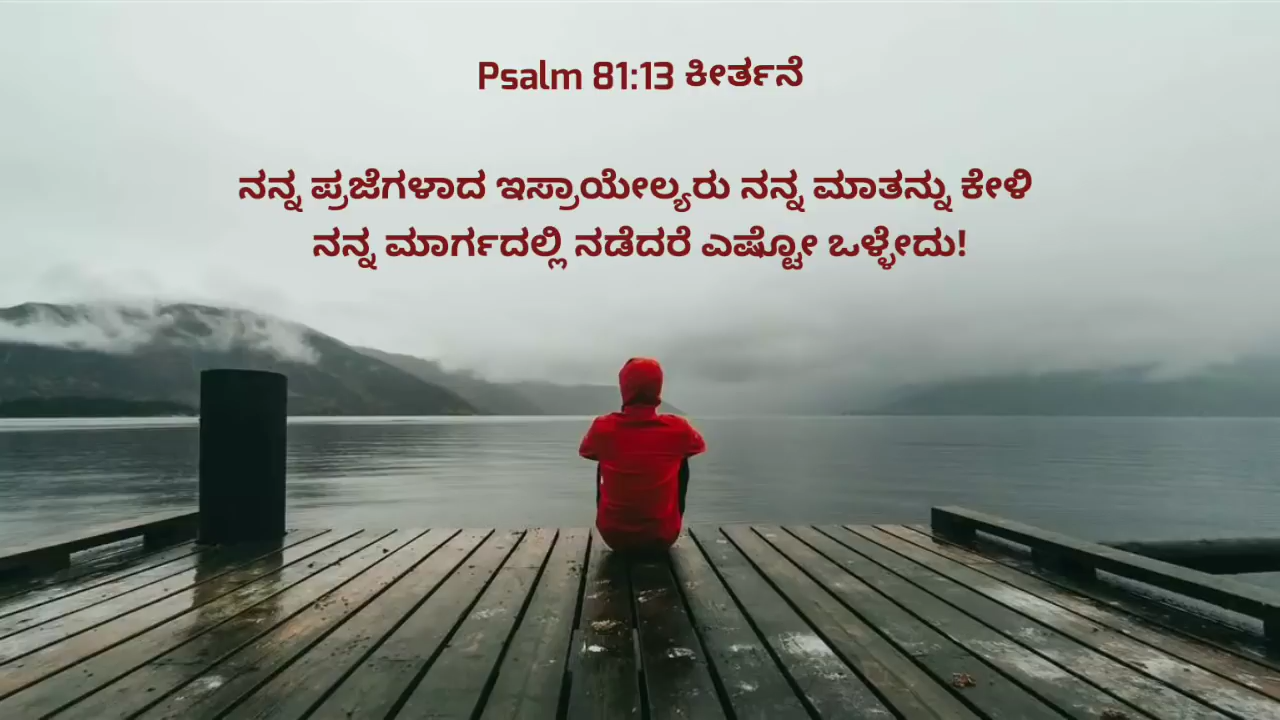 Psalm 81:13 ಕೀರ್ತನೆ
ನನ್ನ ಪ್ರಜೆಗಳಾದ ಇಸ್ರಾಯೇಲ್ಯರು ನನ್ನ ಮಾತನ್ನು ಕೇಳಿ
ನನ್ನ ಮಾರ್ಗದಲ್ಲಿ ನಡೆದರೆ ಎಷ್ಟೋ ಒಳ್ಳೇದು!